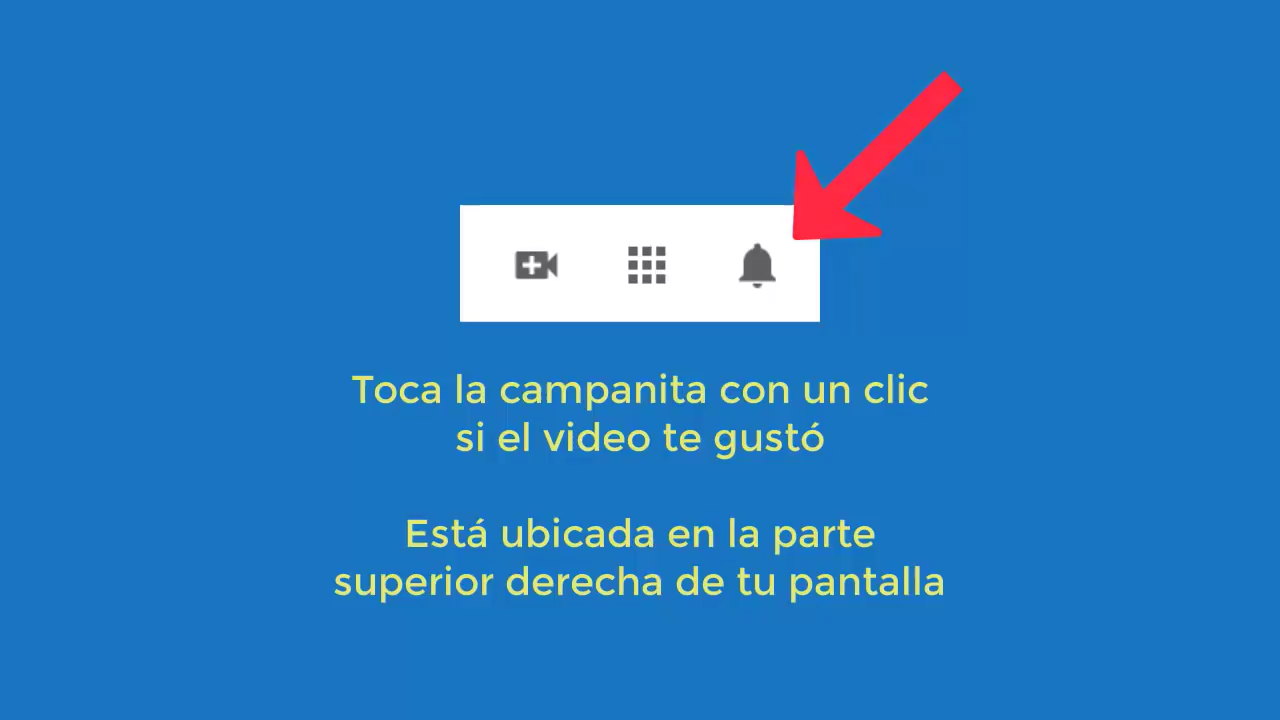 Toca la campanita con un clic
si el video te gustó
Está ubicada en la parte
superior derecha de tu pantalla